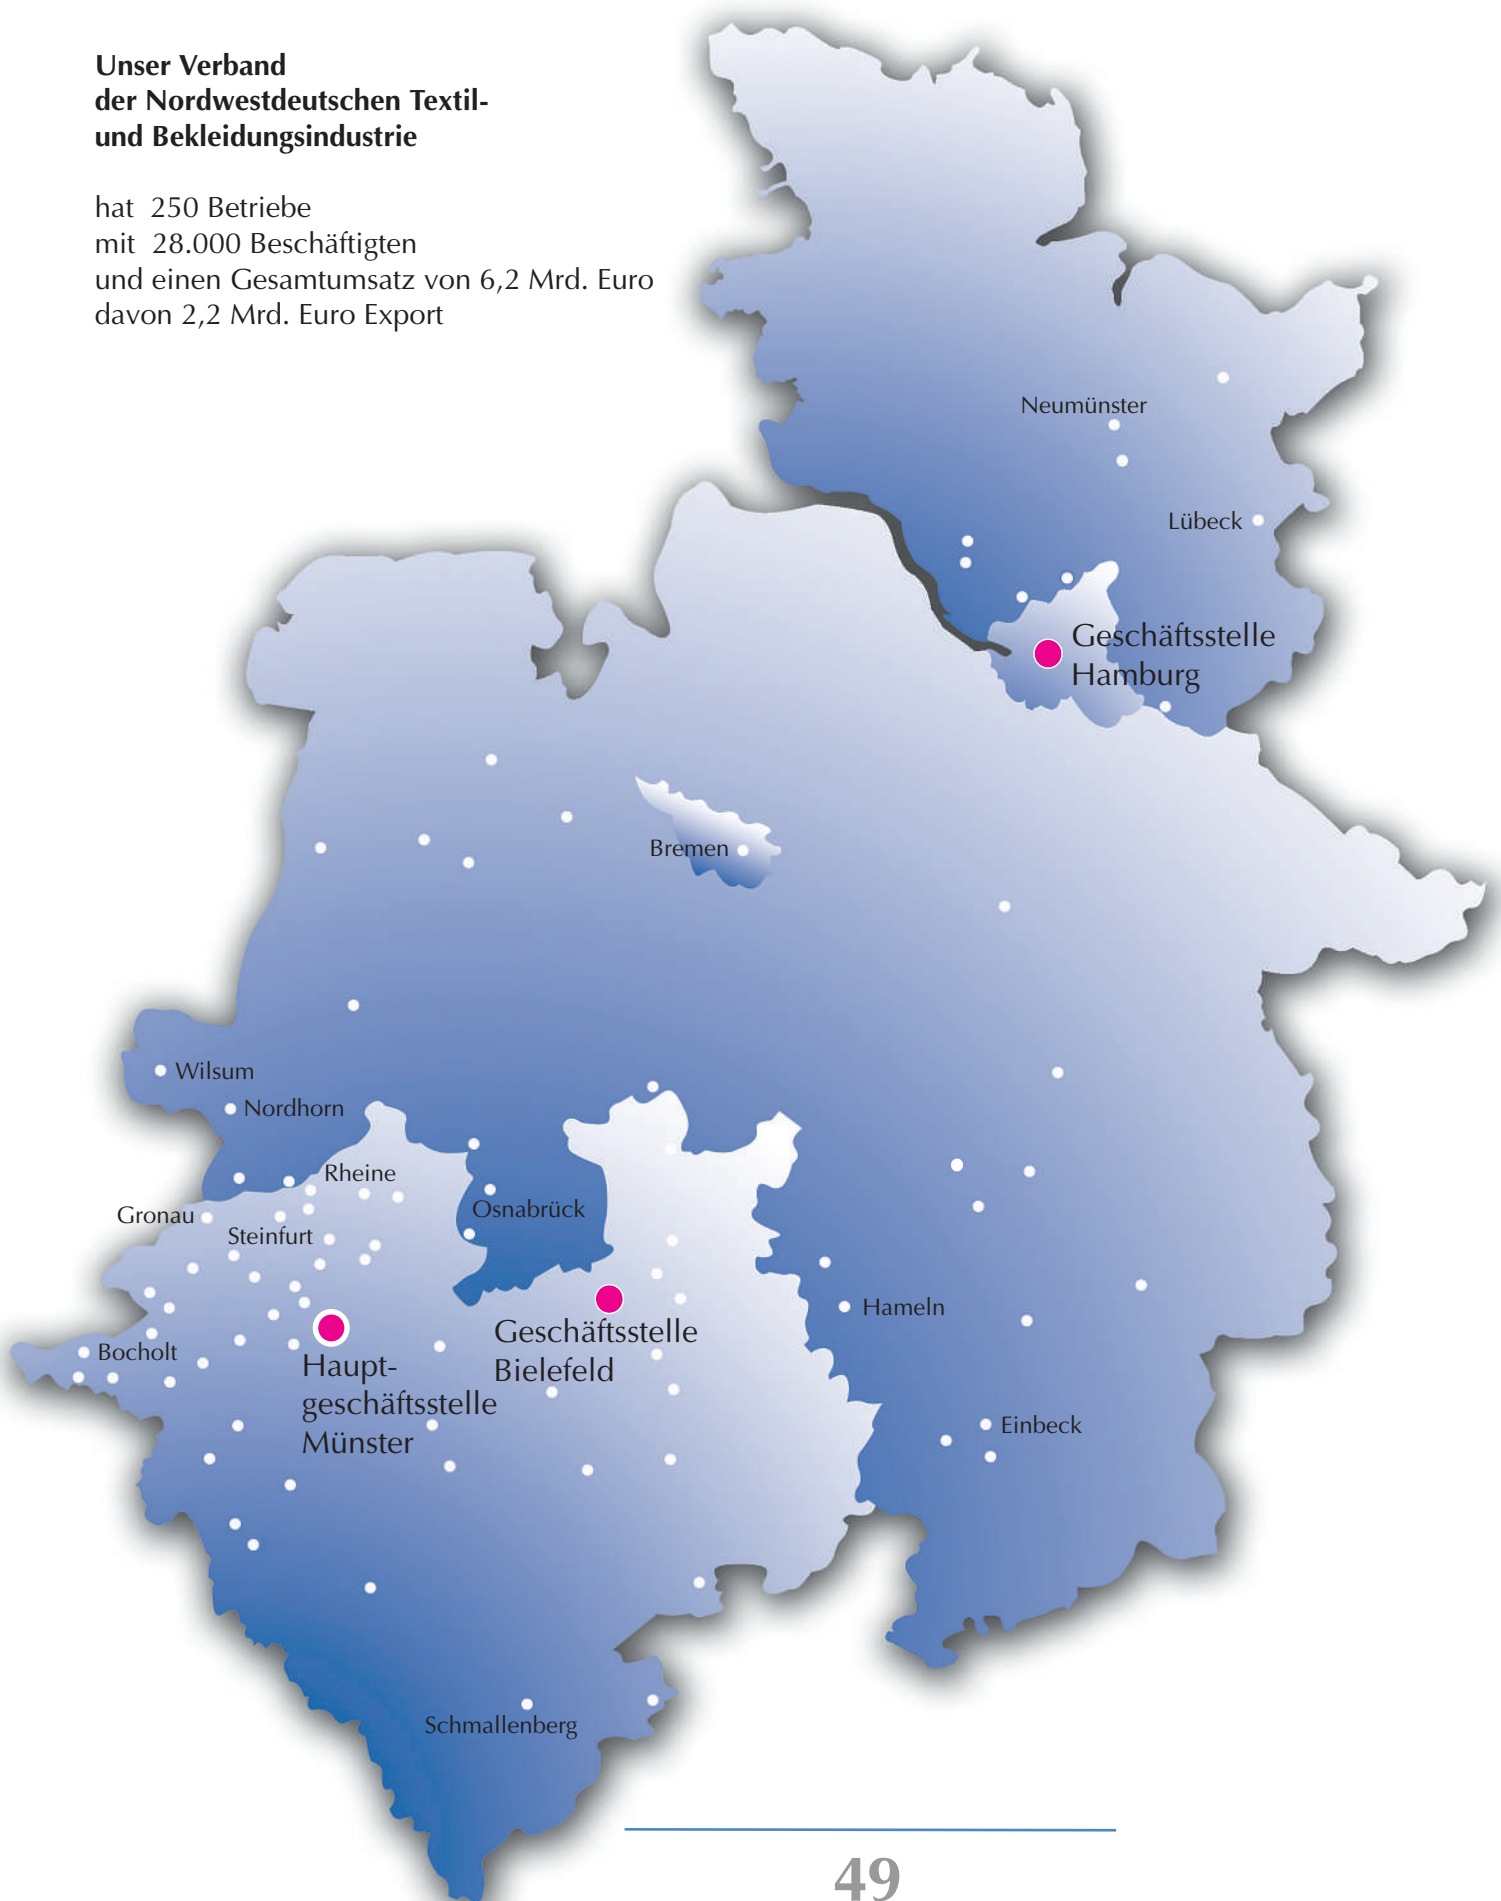 Unser Verband
der Nordwestdeutschen Textil-
und Bekleidungsindustrie
hat 250 Betriebe
mit 28.000 Beschäftigten
und einen Gesamtumsatz von 6,2 Mrd. Euro
davon 2,2 Mrd. Euro Export
Neumünster
Lübeck
Geschäftsstelle
Hamburg
Bremen
Wilsum
Nordhorn
Rheine
Osnabrück
Gronau
Steinfurt
Hameln
Geschäftsstelle
Bielefeld
Bocholt
Haupt-
geschäftsstelle
Münster
Einbeck
Schmallenberg
49